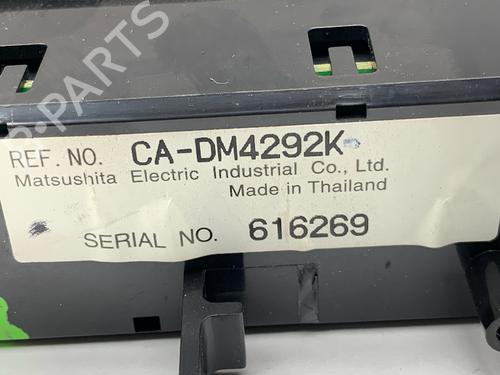 B-PARTS
REF. NO. CA-DM4292K
Matsushita Electric Industrial Co., Ltd.
Made in Thailand
SERIAL NO. 616269